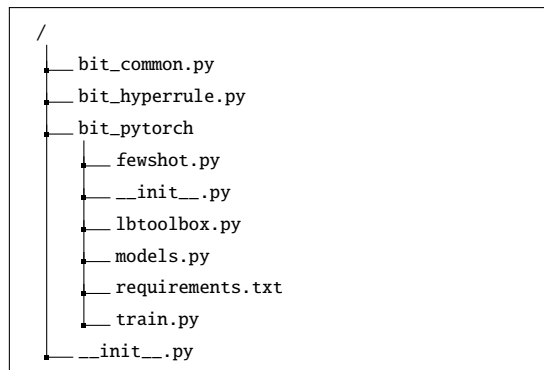 /
bit_common.py
bit_hyperrule.py
bit_pytorch
fewshot.py
__init__.py
lbtoolbox.py
models.py
requirements.txt
train.py
__init__.py